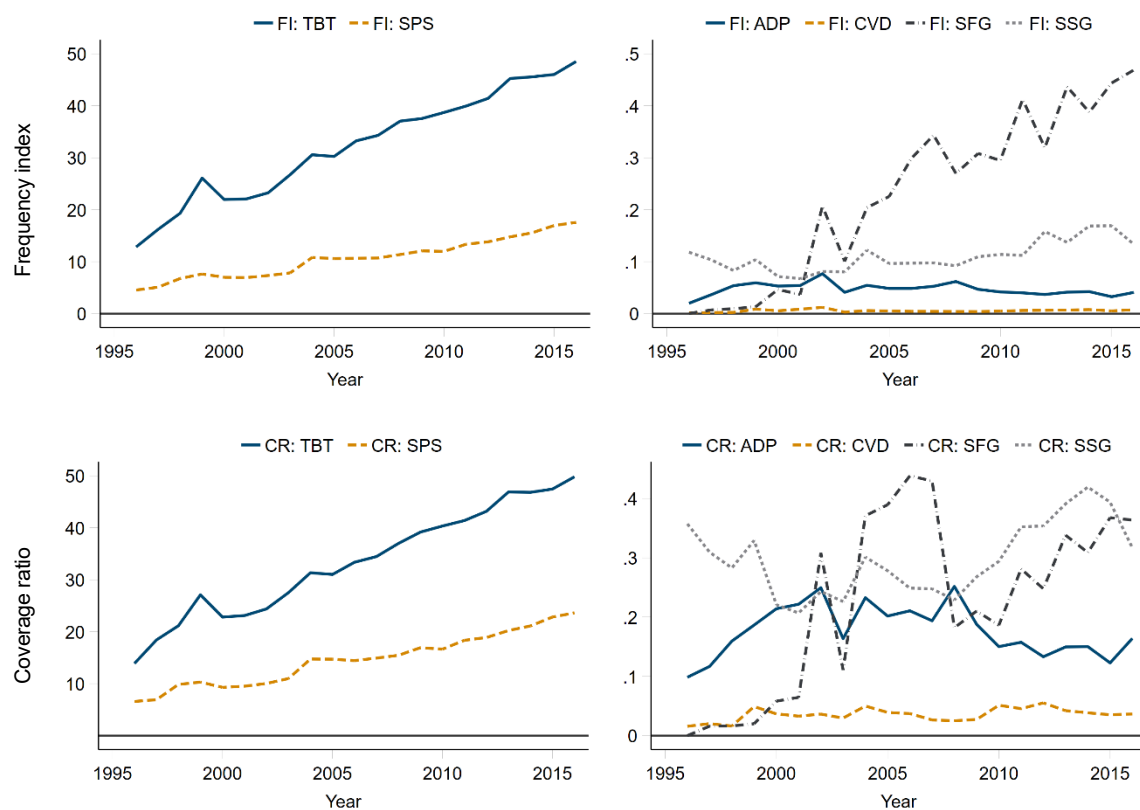 FI: TBT FI: SPS
50
40
30
20
10
0
Frequency index
1995 2000 2005 2010 2015
Year
FI: ADP FI: CVD FI: SFG FI: SSG
.5
.4
.3
.2
.1
0
1995 2000 2005 2010 2015
Year
CR: TBT CR: SPS
50
40
30
20
10
Coverage ratio
1995 2000 2005 2010 2015
Year
CR: ADP CR: CVD CR: SFG CR: SSG
.4
.3
.2
.1
0
1995 2000 2005 2010 2015
Year